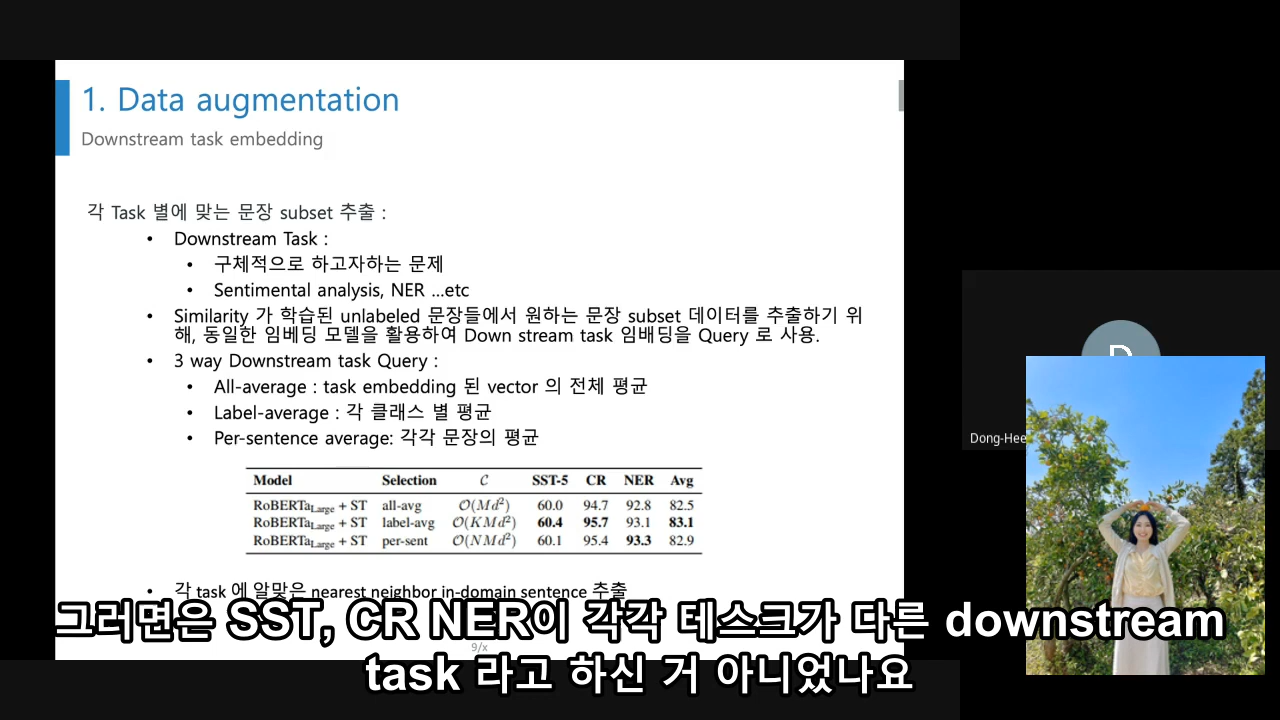 1. Data augmentation
Downstream task embedding
각 Task 별에 맞는 문장 subset 추출 :
• Downstream Task :
• 구체적으로 하고자하는 문제
• Sentimental analysis, NER ...etc
• Similarity 가 학습된 unlabeled 문장들에서 원하는 문장 subset 데이터를 추출하기 위
해, 동일한 임베딩 모델을 활용하여 Down stream task 임배딩을 Query 로 사용.
• 3 way Downstream task Query :
• All-average : task embedding 된 vector 의 전체 평균
• Label-average : 각 클래스 별 평균
• Per-sentence average: 각각 문장의 평균
Model Selection C SST-5 CR NER Avg
RoBERTaLarge + ST all-avg O(Md²) 60.0 94.7 92.8 82.5
RoBERTaLarge + ST label-avg O(KMd²) 60.4 95.7 93.1 83.1
RoBERTaLarge + ST per-sent O(NMd²) 60.1 95.4 93.3 82.9
• 각 task 에 알맞은 nearest neighbor in-domain sentence 추출
9/x
D
Dong-Hee
그러면은 SST, CR NER이 각각 테스크가 다른 downstream
task 라고 하신 거 아니었나요